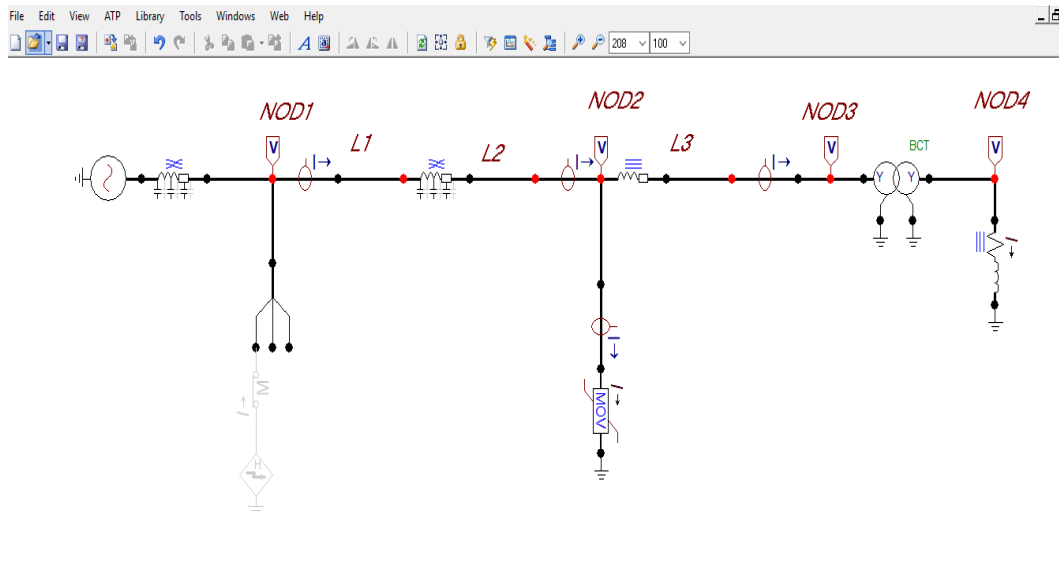 File Edit View ATP Library Tools Windows Web Help
A 208 100
NOD1
NOD2
NOD3
NOD4
V
V
V
V
I
L1
L2
I
L3
I
BCT
Y Y
I
I
I
M
I
MOV
H